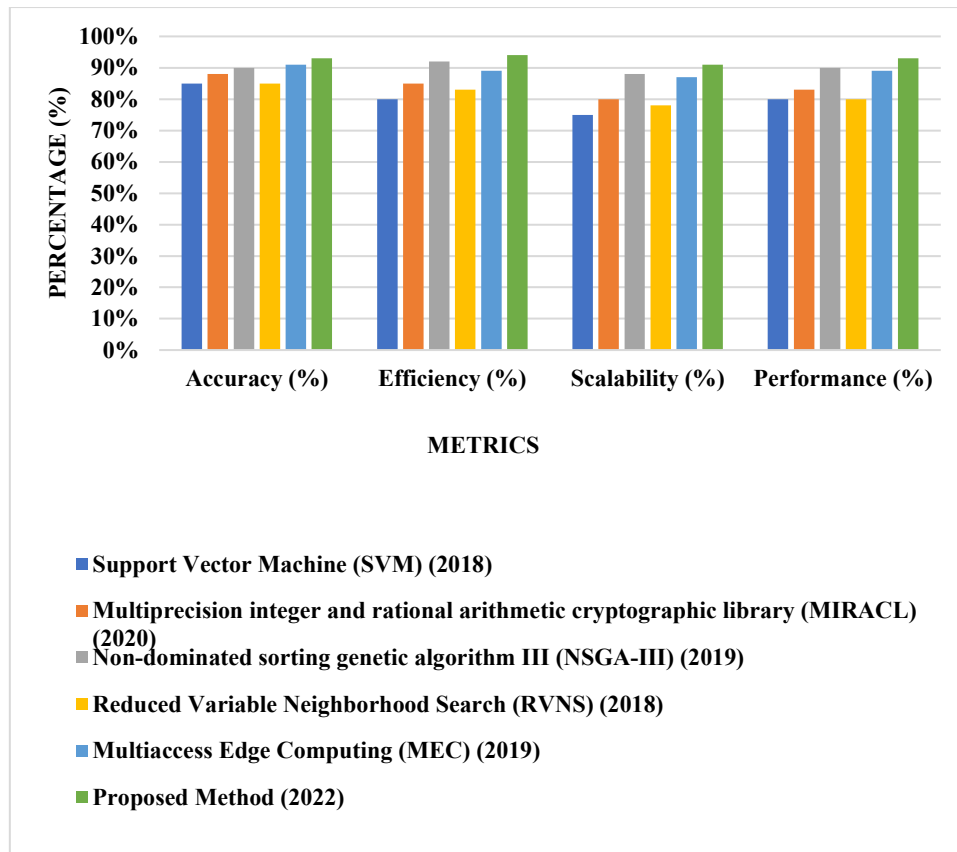 100%
90%
80%
70%
60%
50%
40%
30%
20%
10%
0%
PERCENTAGE (%)
Accuracy (%) Efficiency (%) Scalability (%) Performance (%)
METRICS
Support Vector Machine (SVM) (2018)
Multiprecision integer and rational arithmetic cryptographic library (MIRACL)
(2020)
Non-dominated sorting genetic algorithm III (NSGA-III) (2019)
Reduced Variable Neighborhood Search (RVNS) (2018)
Multiaccess Edge Computing (MEC) (2019)
Proposed Method (2022)